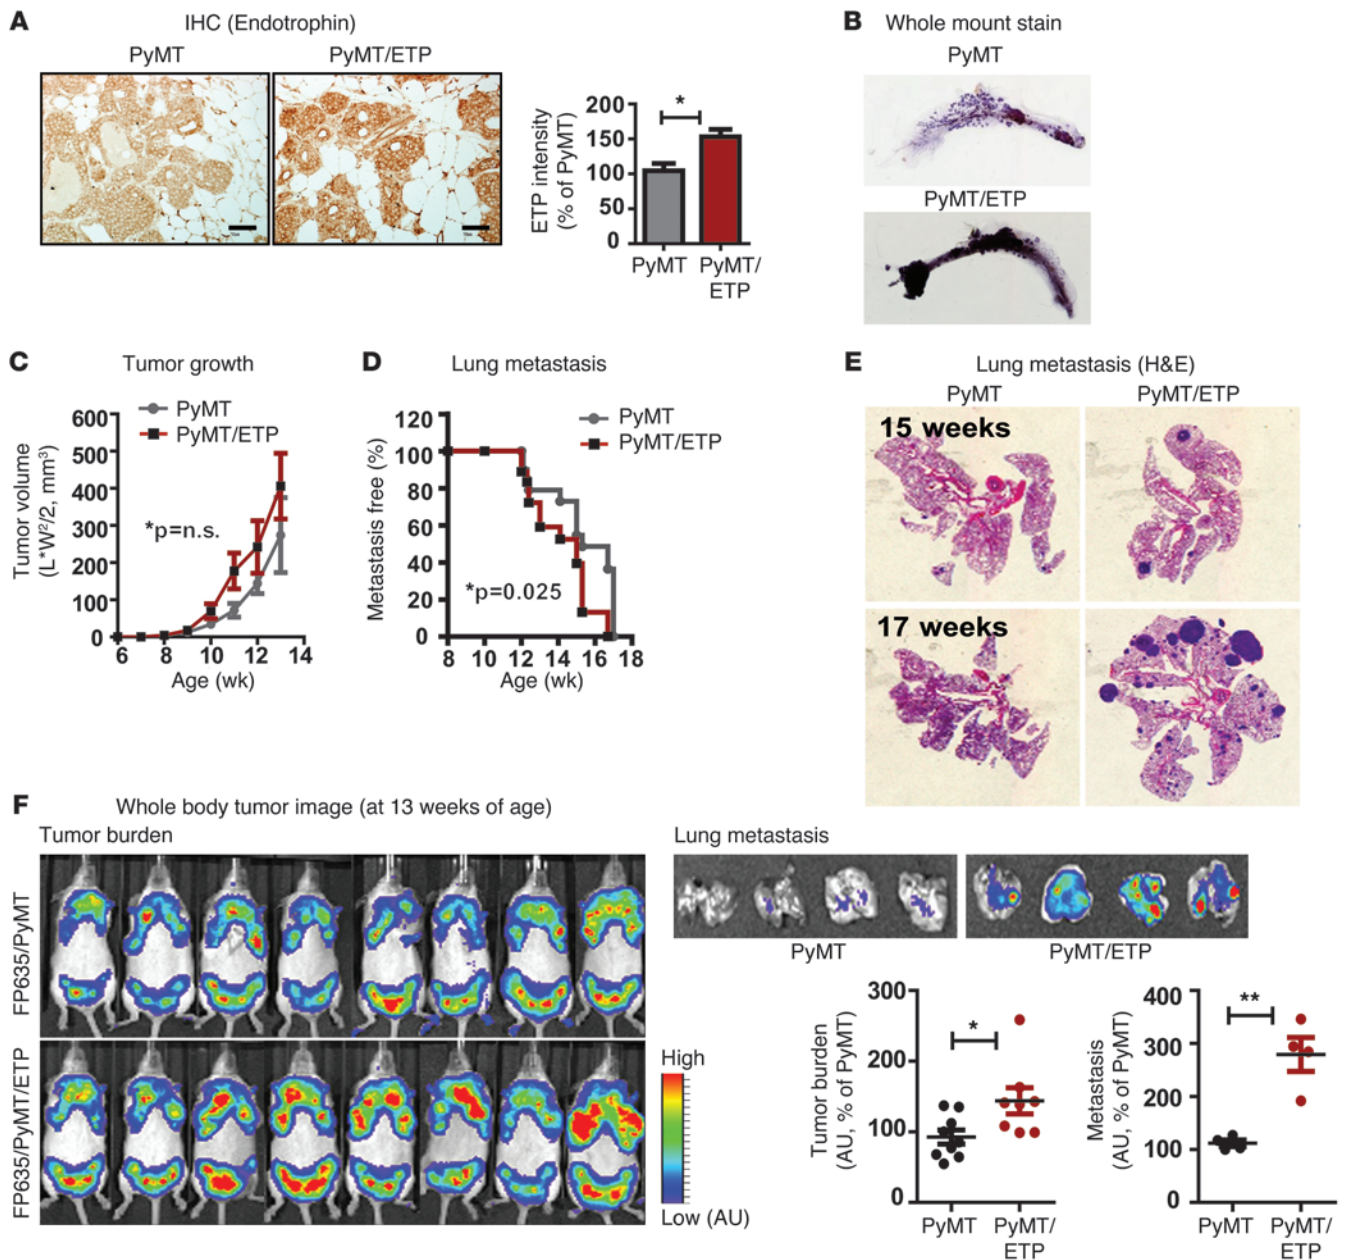 A
IHC (Endotrophin)
PyMT
PyMT/ETP
200
150
100
50
0
ETP intensity
(% of PyMT)
*
PyMT
PyMT/
ETP
B
Whole mount stain
PyMT
PyMT/ETP
C
Tumor growth
PyMT
PyMT/ETP
600
500
400
300
200
100
0
Tumor volume
(L*W²/2, mm³)
*p=n.s.
6
8
10
12
14
Age (wk)
D
Lung metastasis
PyMT
PyMT/ETP
120
100
80
60
40
20
0
Metastasis free (%)
*p=0.025
8
10
12
14
16
18
Age (wk)
E
Lung metastasis (H&E)
PyMT
PyMT/ETP
15 weeks
17 weeks
F
Whole body tumor image (at 13 weeks of age)
Tumor burden
FP635/PyMT
FP635/PyMT/ETP
High
Low (AU)
Lung metastasis
PyMT
PyMT/ETP
300
200
100
0
Tumor burden
(AU, % of PyMT)
*
PyMT
PyMT/
ETP
400
300
200
100
0
Metastasis
(AU, % of PyMT)
**
PyMT
PyMT/
ETP